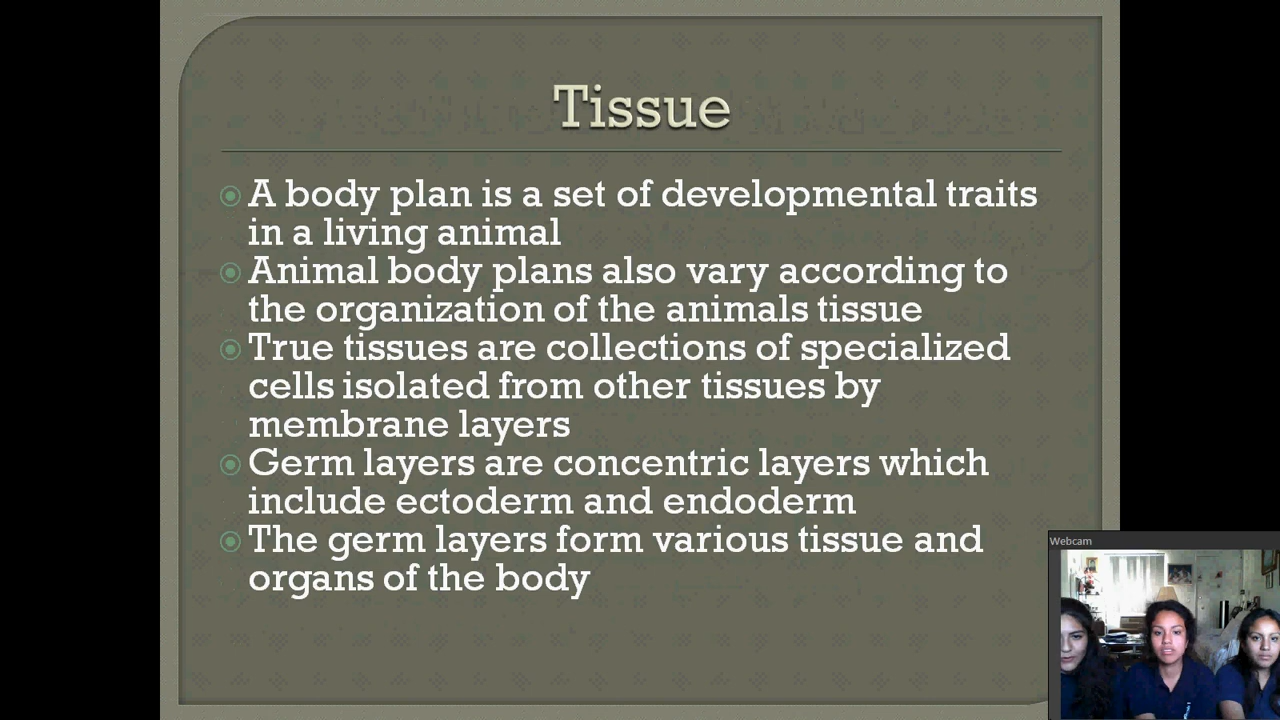 Tissue
A body plan is a set of developmental traits
in a living animal
Animal body plans also vary according to
the organization of the animals tissue
True tissues are collections of specialized
cells isolated from other tissues by
membrane layers
Germ layers are concentric layers which
include ectoderm and endoderm
The germ layers form various tissue and
organs of the body
Webcam